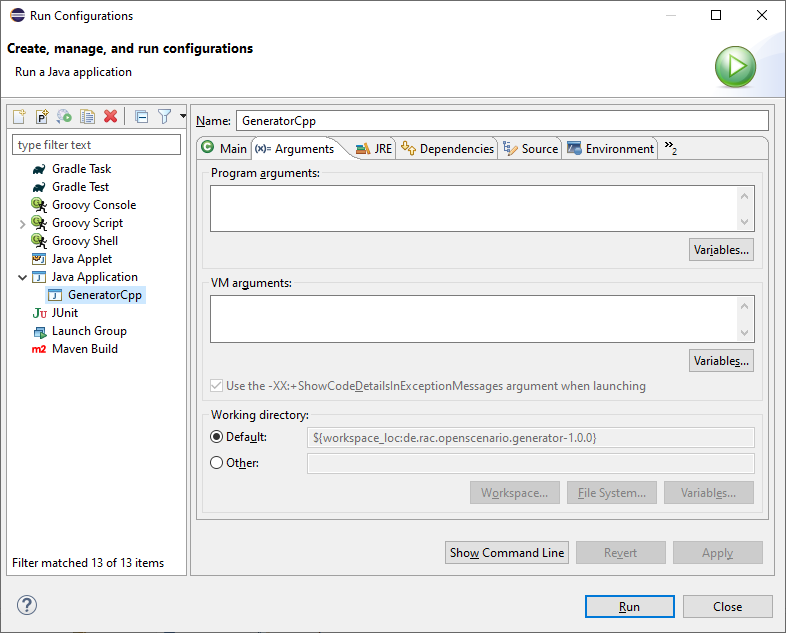 Run Configurations
Create, manage, and run configurations
Run a Java application
type filter text
Gradle Task
Gradle Test
Groovy Console
Groovy Script
Groovy Shell
Java Applet
Java Application
GeneratorCpp
JUnit
Launch Group
m2 Maven Build
Filter matched 13 of 13 items
Name: GeneratorCpp
Main (x)= Arguments JRE Dependencies Source Environment »2
Program arguments:
Variables...
VM arguments:
Variables...
Use the -XX:+ShowCodeDetailsInExceptionMessages argument when launching
Working directory:
Default: ${workspace_loc:de.rac.openscenario.generator-1.0.0}
Other:
Workspace... File System... Variables...
Show Command Line Revert Apply
? Run Close